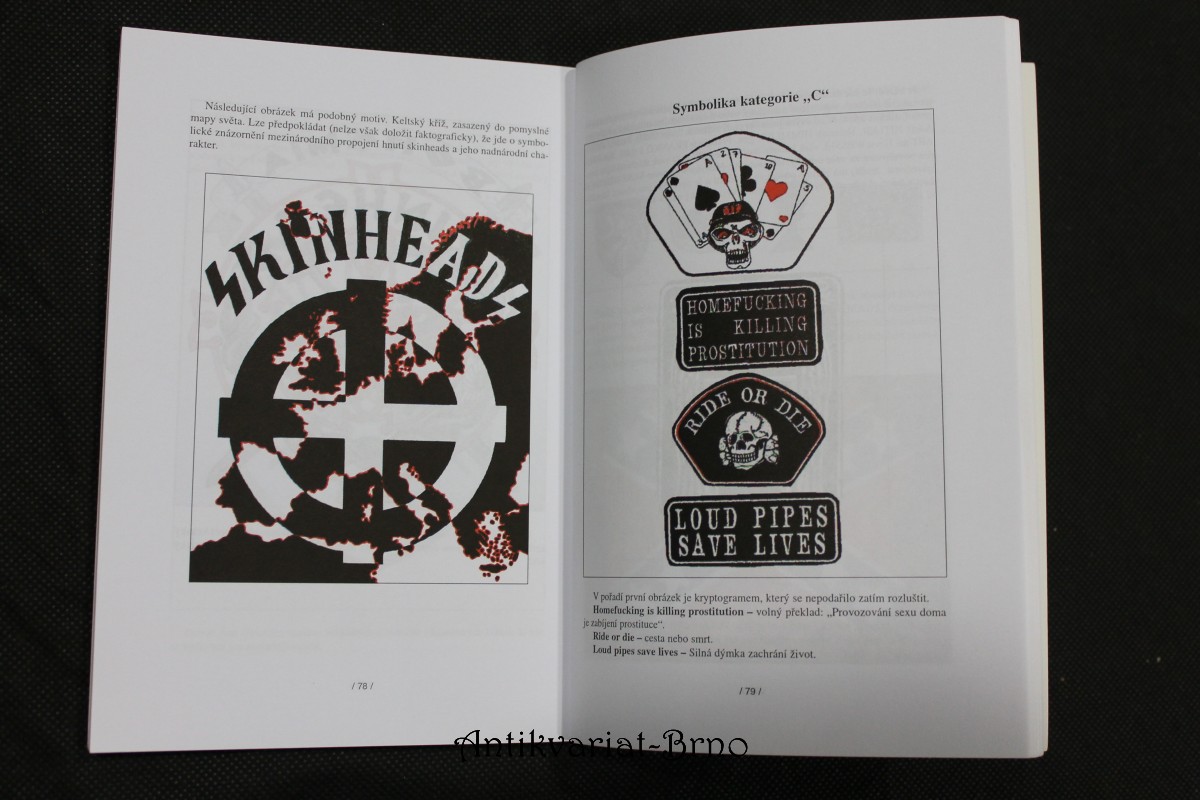 Následující obrázek má podobný motiv. Keltský kříž, zasazený do pomyslné
mapy světa. Lze předpokládat (nelze však doložit faktograficky), že jde o symbo-
lické znázornění mezinárodního propojení hnutí skinheads a jeho nadnárodní cha-
rakter.
SKINHEADS
/ 78 /
Symbolika kategorie „C“
A 2 7 10 A 5
R.I.P
HOMEFUCKING
IS KILLING
PROSTITUTION
RIDE OR DIE
LOUD PIPES
SAVE LIVES
V pořadí první obrázek je kryptogramem, který se nepodařilo zatím rozluštit.
Homefucking is killing prostitution – volný překlad: „Provozování sexu doma
je zabíjení prostituce“.
Ride or die – cesta nebo smrt.
Loud pipes save lives – Silná dýmka zachrání život.
/ 79 /
Antikvariat-Brno